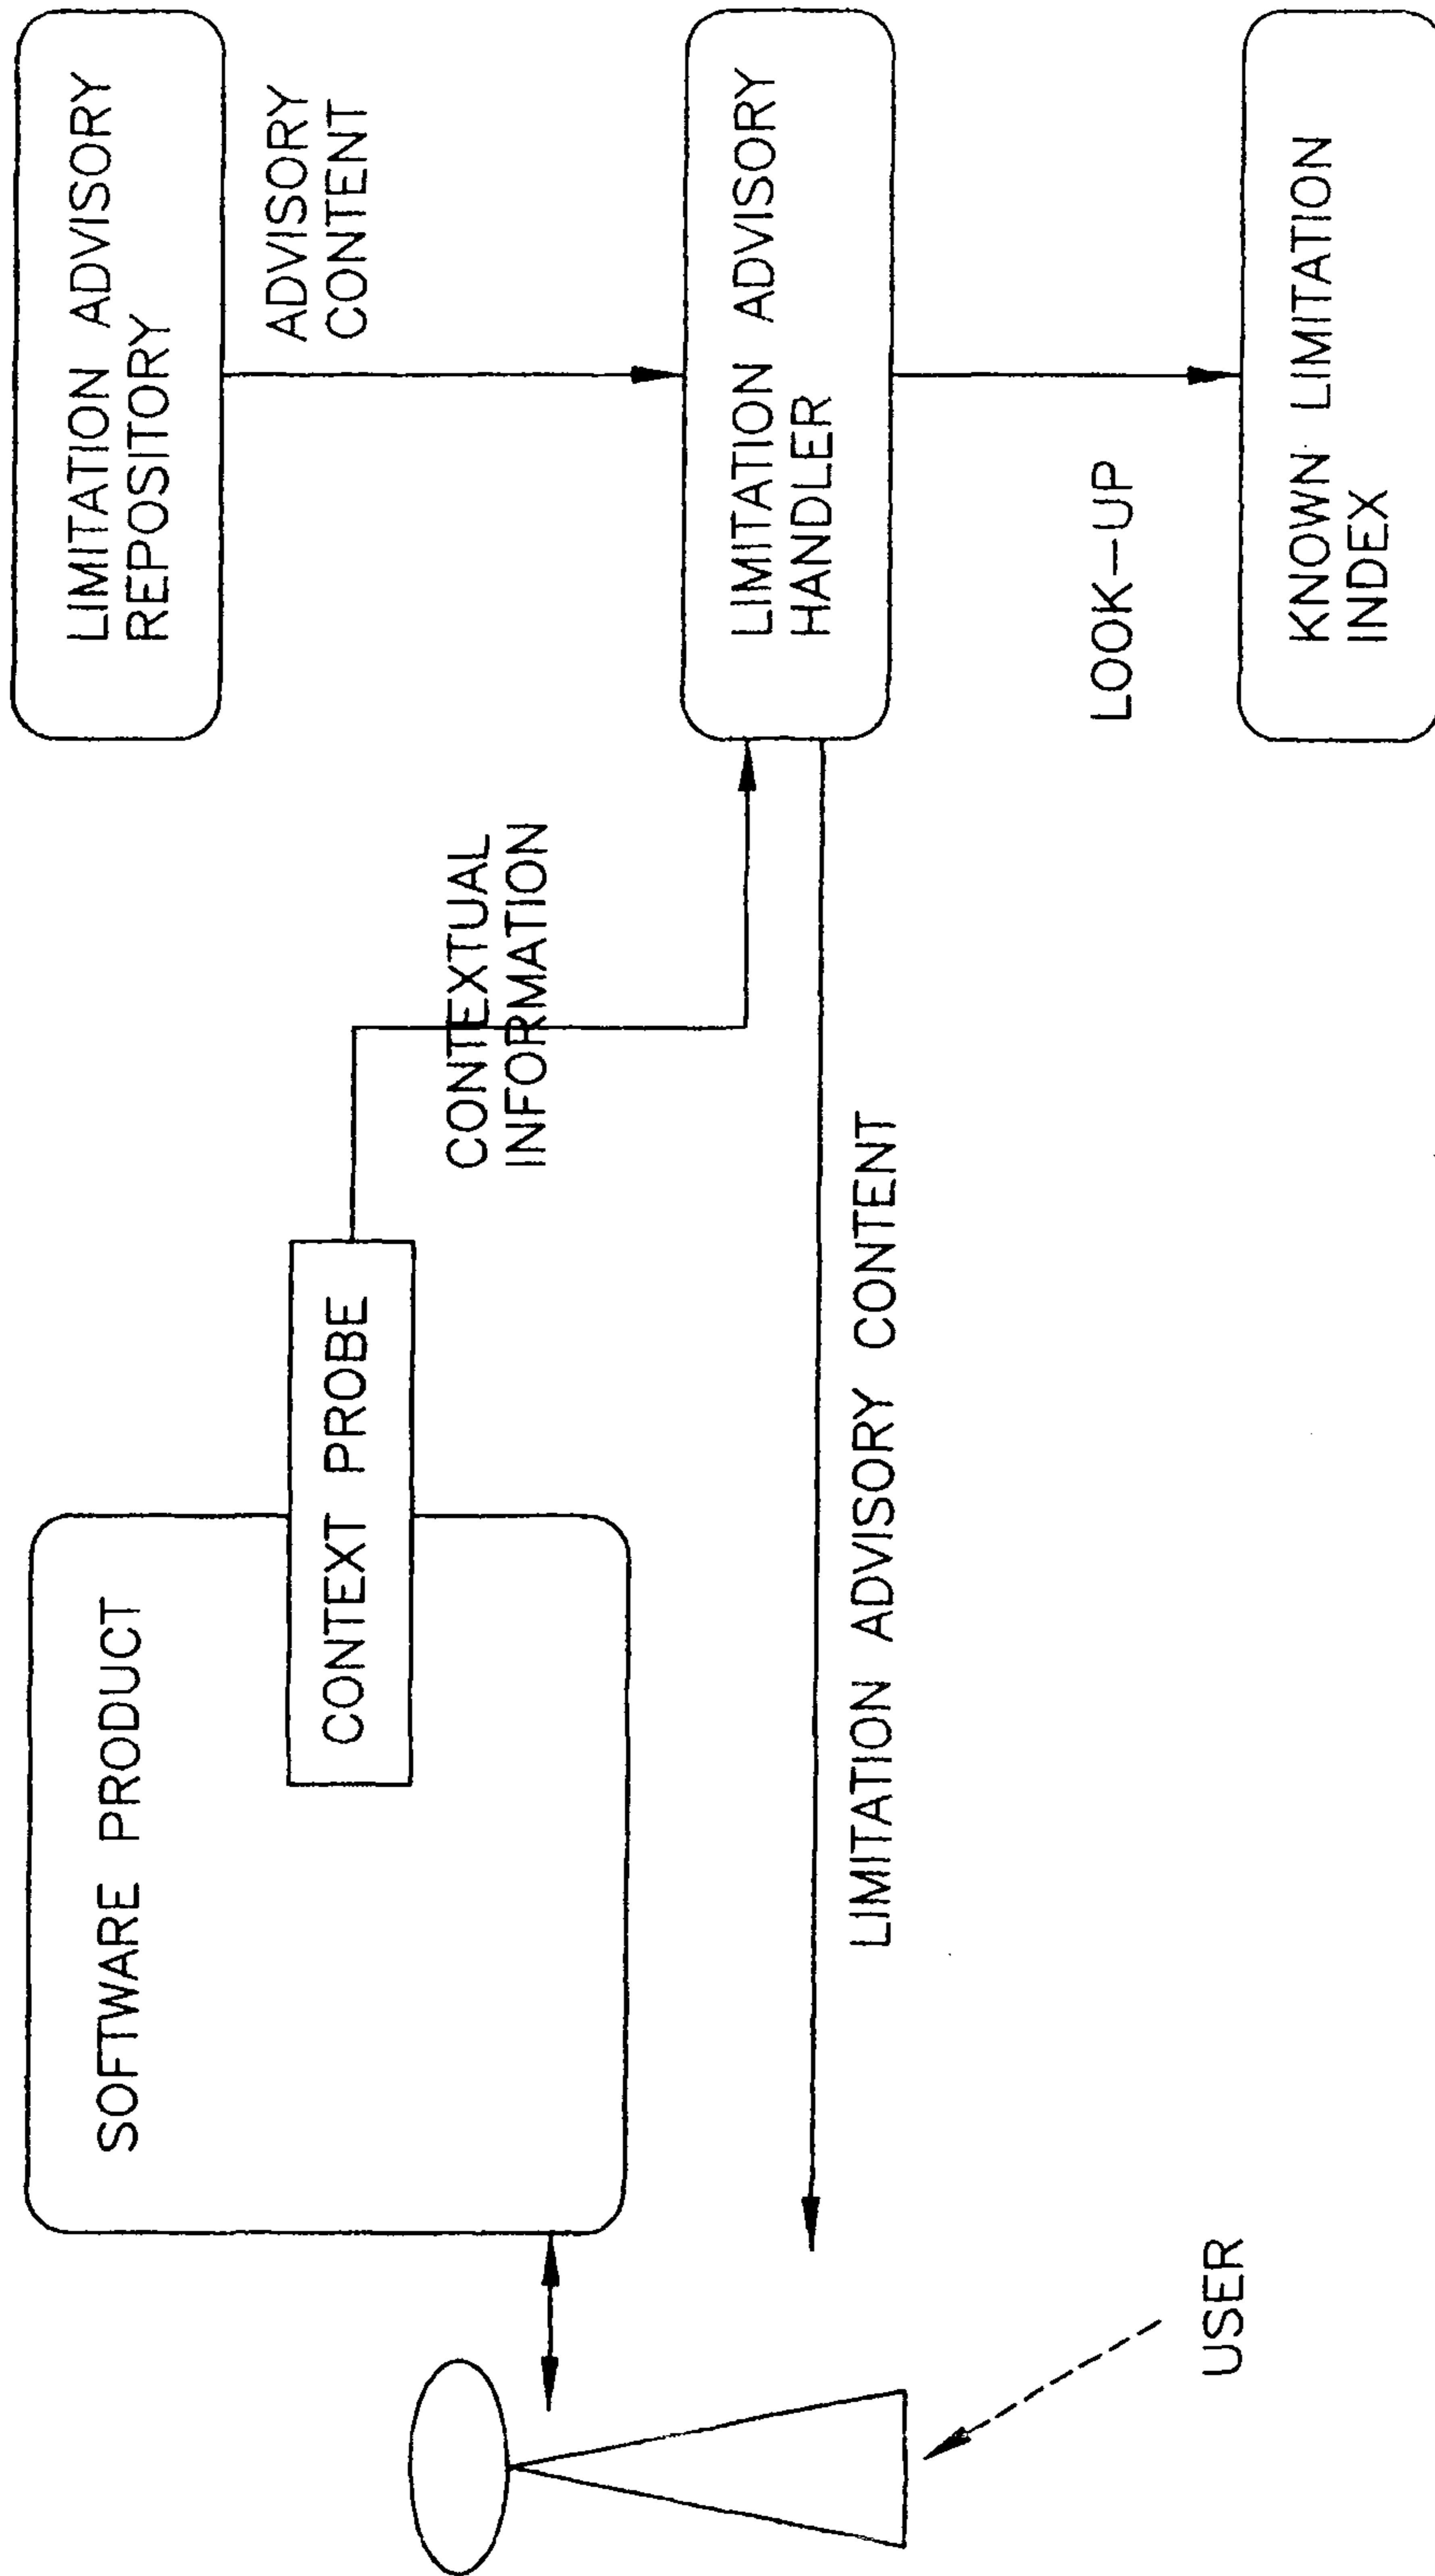 SOFTWARE PRODUCT
CONTEXT PROBE
CONTEXTUAL
INFORMATION
LIMITATION ADVISORY
REPOSITORY
ADVISORY
CONTENT
LIMITATION ADVISORY
HANDLER
LIMITATION ADVISORY CONTENT
LOOK-UP
KNOWN LIMITATION
INDEX
USER